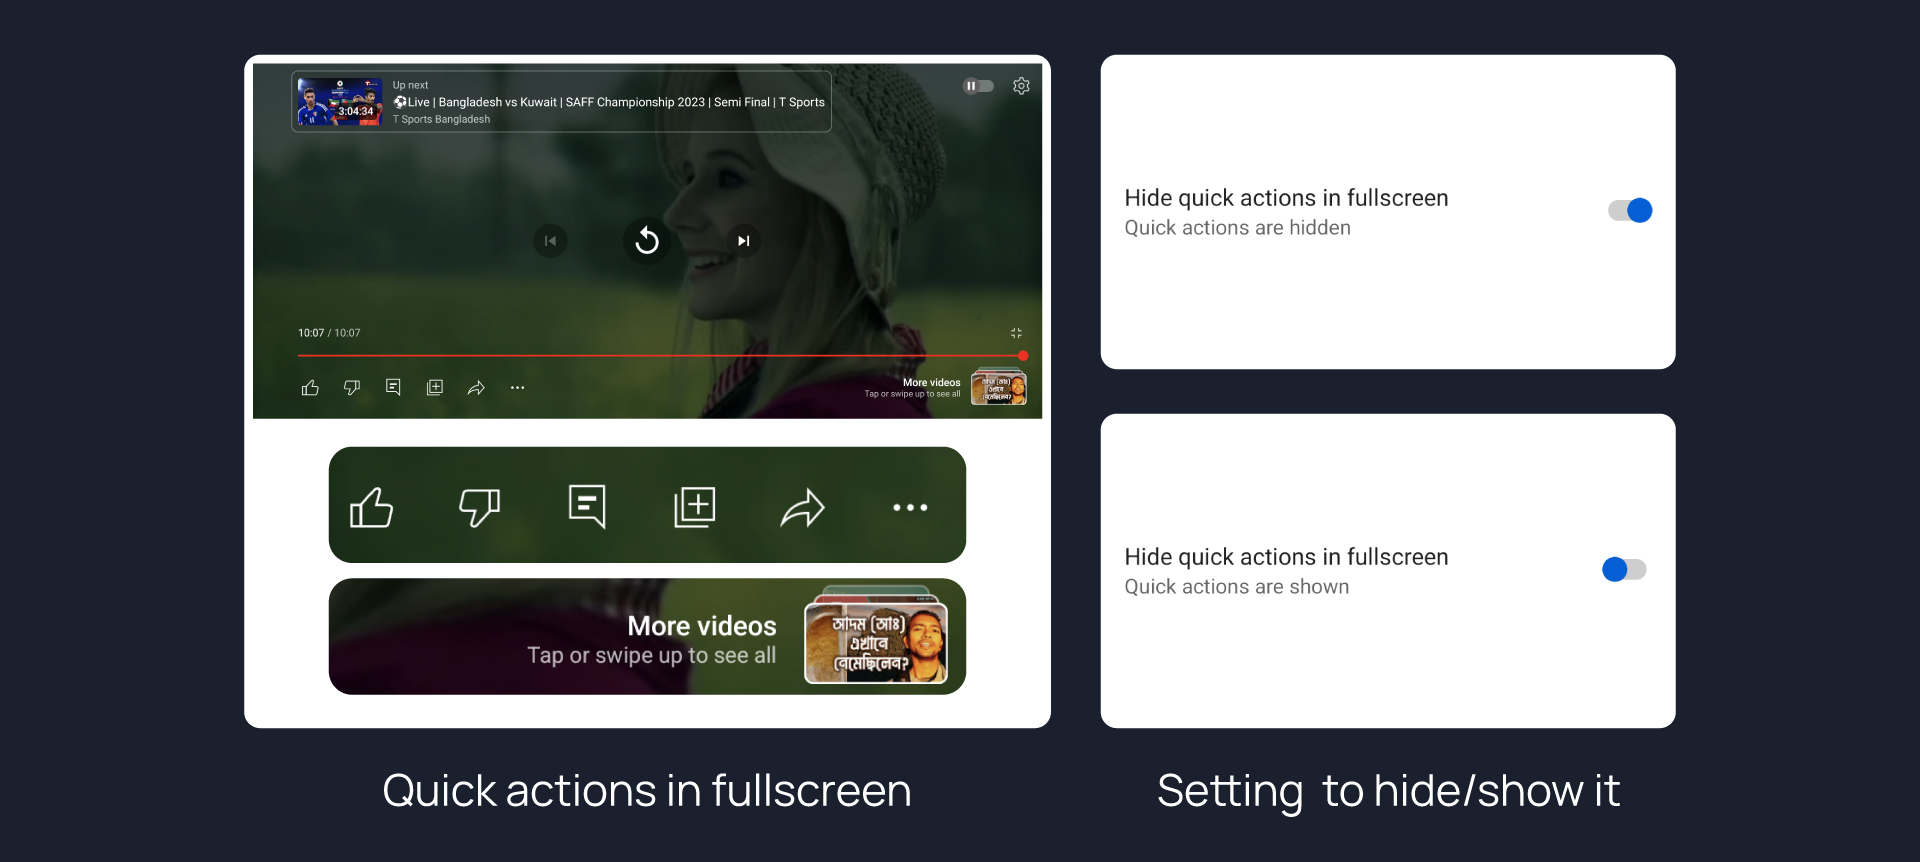 Up next
⚽Live | Bangladesh vs Kuwait | SAFF Championship 2023 | Semi Final | T Sports
3:04:34
T Sports Bangladesh
10:07 / 10:07
More videos
Tap or swipe up to see all
আদম (আঃ)
এখানে
নেমেছিলেন?
More videos
Tap or swipe up to see all
আদম (আঃ)
এখানে
নেমেছিলেন?
Quick actions in fullscreen
Hide quick actions in fullscreen
Quick actions are hidden
Hide quick actions in fullscreen
Quick actions are shown
Setting to hide/show it